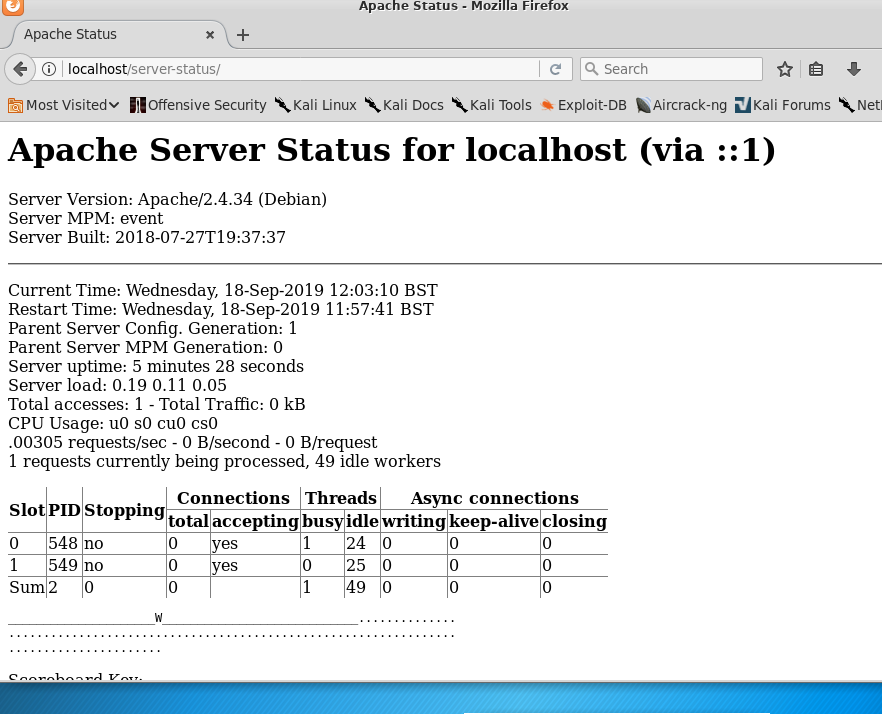 Apache Status - Mozilla Firefox
Apache Status × +
localhost/server-status/ Search
Most Visited Offensive Security Kali Linux Kali Docs Kali Tools Exploit-DB Aircrack-ng Kali Forums
Apache Server Status for localhost (via ::1)
Server Version: Apache/2.4.34 (Debian)
Server MPM: event
Server Built: 2018-07-27T19:37:37
Current Time: Wednesday, 18-Sep-2019 12:03:10 BST
Restart Time: Wednesday, 18-Sep-2019 11:57:41 BST
Parent Server Config. Generation: 1
Parent Server MPM Generation: 0
Server uptime: 5 minutes 28 seconds
Server load: 0.19 0.11 0.05
Total accesses: 1 - Total Traffic: 0 kB
CPU Usage: u0 s0 cu0 cs0
.00305 requests/sec - 0 B/second - 0 B/request
1 requests currently being processed, 49 idle workers
Slot PID Stopping Connections Threads Async connections
total accepting busy idle writing keep-alive closing
0 548 no 0 yes 1 24 0 0 0
1 549 no 0 yes 0 25 0 0 0
Sum 2 0 0 1 49 0 0 0
_____________________W____________________________..............
................................................................
......................
Scoreboard Key: